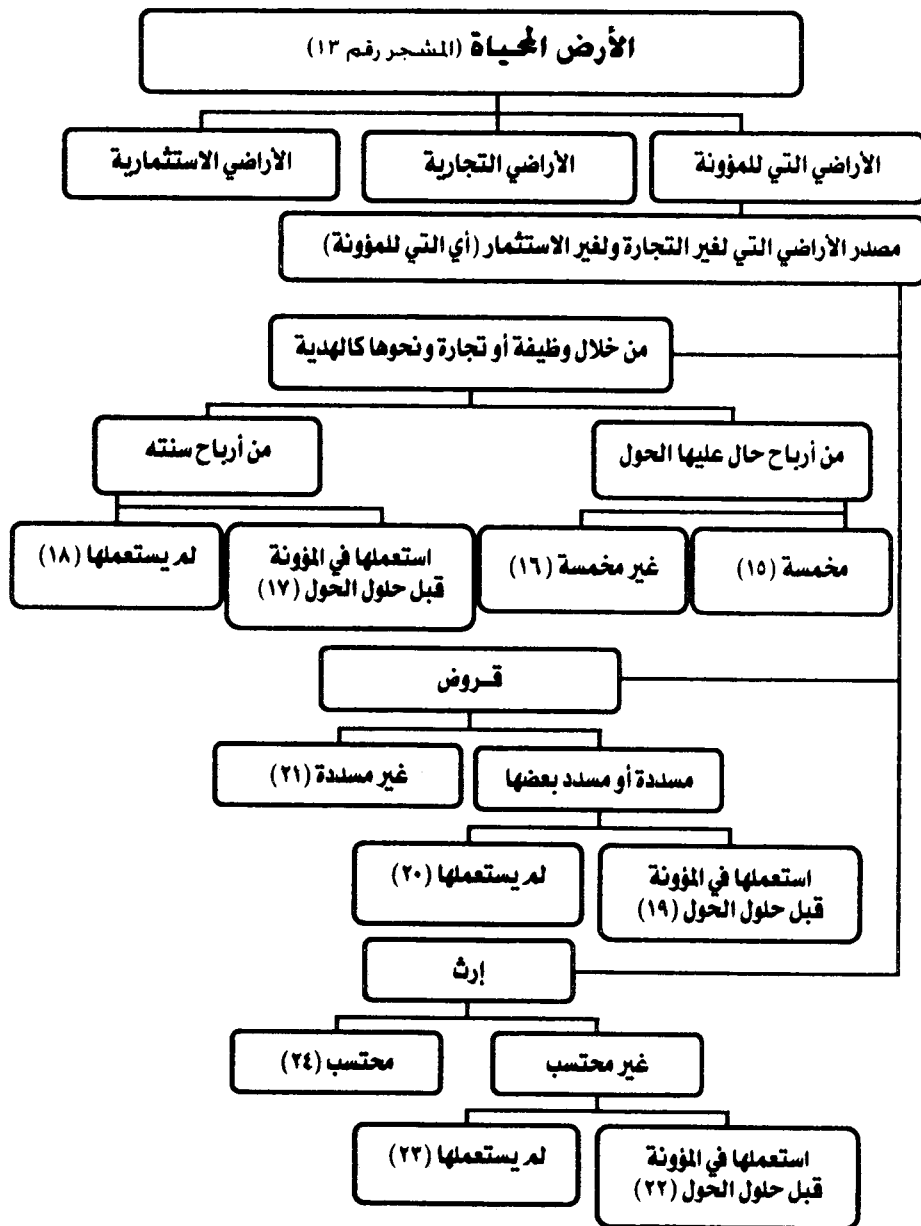 الأرض المحياة (المشجر رقم ١٣)
الأراضي التي للمؤونة
الأراضي التجارية
الأراضي الاستثمارية
مصدر الأراضي التي لغير التجارة ولغير الاستثمار (أي التي للمؤونة)
من خلال وظيفة أو تجارة ونحوها كالهدية
من أرباح حال عليها الحول
من أرباح سنته
مخمسة (١٥)
غير مخمسة (١٦)
استعملها في المؤونة
قبل حلول الحول (١٧)
لم يستعملها (١٨)
قـروض
مسددة أو مسدد بعضها
غير مسددة (٢١)
استعملها في المؤونة
قبل حلول الحول (١٩)
لم يستعملها (٢٠)
إرث
غير محتسب
محتسب (٢٤)
استعملها في المؤونة
قبل حلول الحول (٢٢)
لم يستعملها (٢٣)